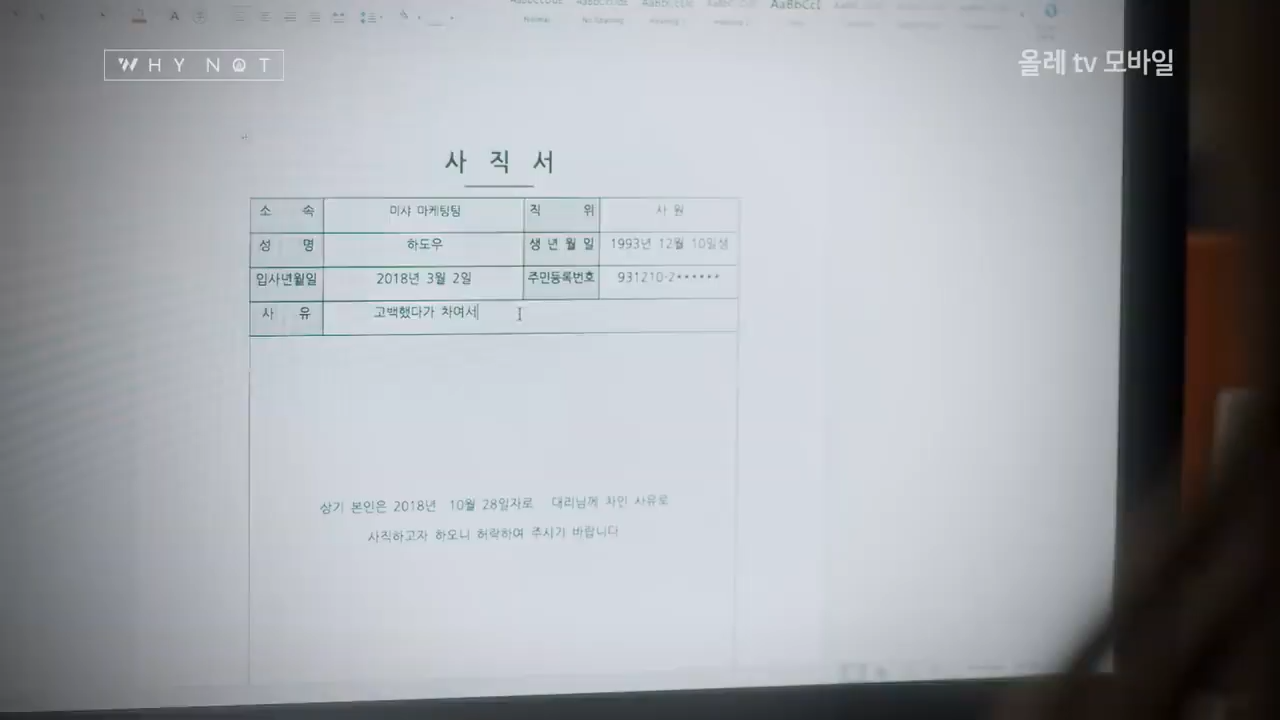 WHY NOT
올레 tv 모바일
사 직 서
소 속 미샤 마케팅팅 직 위 사 원
성 명 하도우 생 년 월 일 1993년 12월 10일생
입사년월일 2018년 3월 2일 주민등록번호 931210-2******
사 유 고백했다가 차여서
상기 본인은 2018년 10월 28일자로 대리님께 차인 사유로
사직하고자 하오니 허락하여 주시기 바랍니다